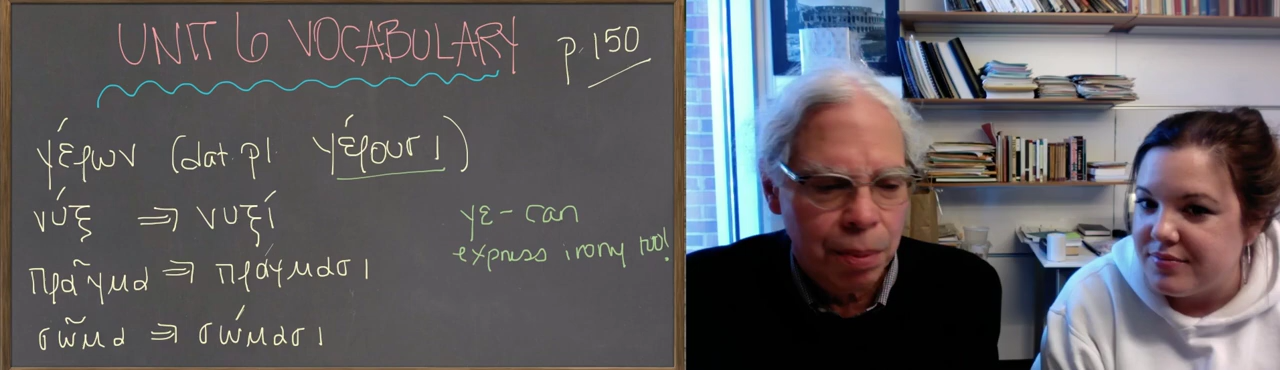 UNIT 6 VOCABULARY p. 150
γέρων (dat. pl. γέρουσι)
νύξ ⇒ νυξί
πρᾶγμα ⇒ πράγμασι
σῶμα ⇒ σώμασι
γε - can
express irony too!